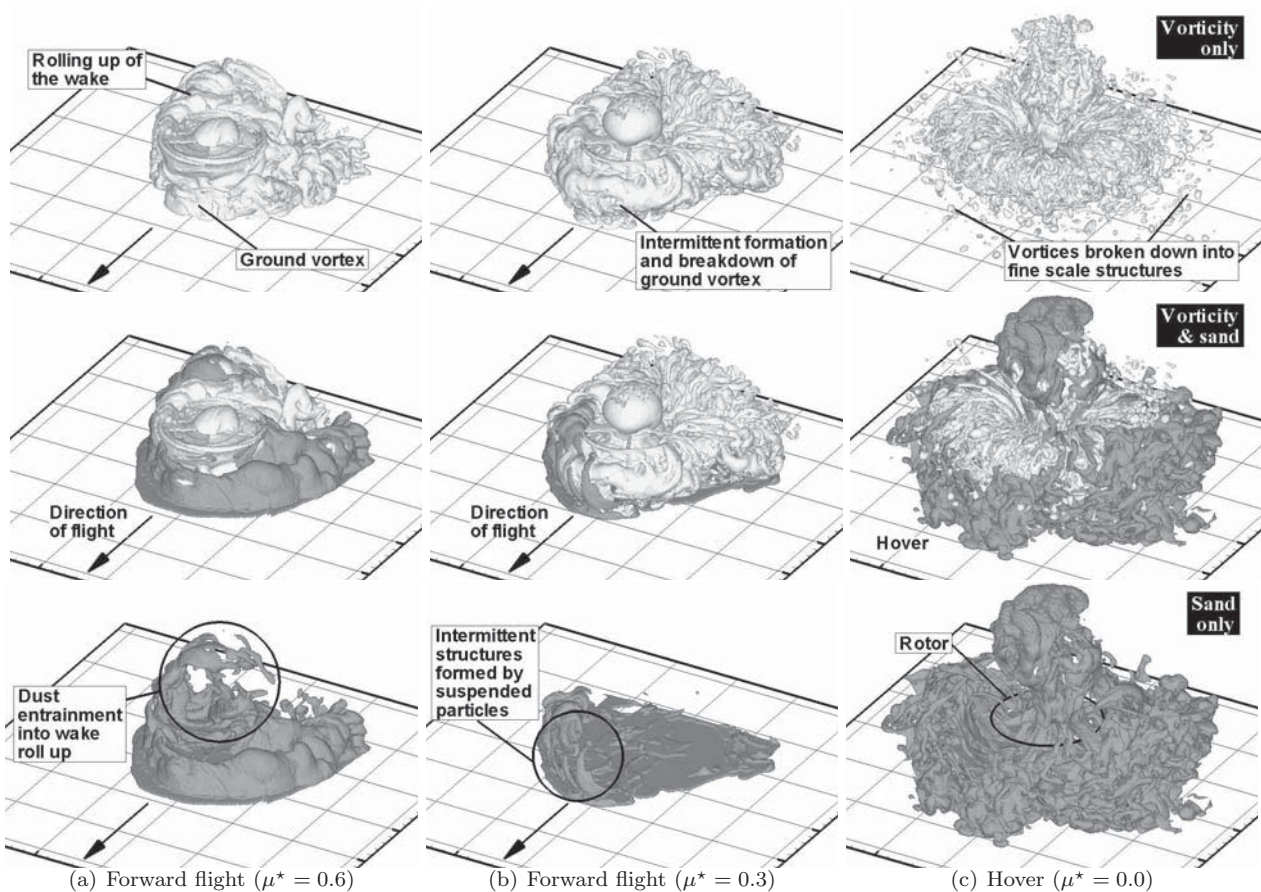 Rolling up of
the wake
Ground vortex
Intermittent formation
and breakdown of
ground vortex
Vorticity
only
Vortices broken down into
fine scale structures
Direction
of flight
Direction
of flight
Vorticity
& sand
Hover
Dust
entrainment
into wake
roll up
Intermittent
structures
formed by
suspended
particles
Sand
only
Rotor
(a) Forward flight (μ* = 0.6)
(b) Forward flight (μ* = 0.3)
(c) Hover (μ* = 0.0)